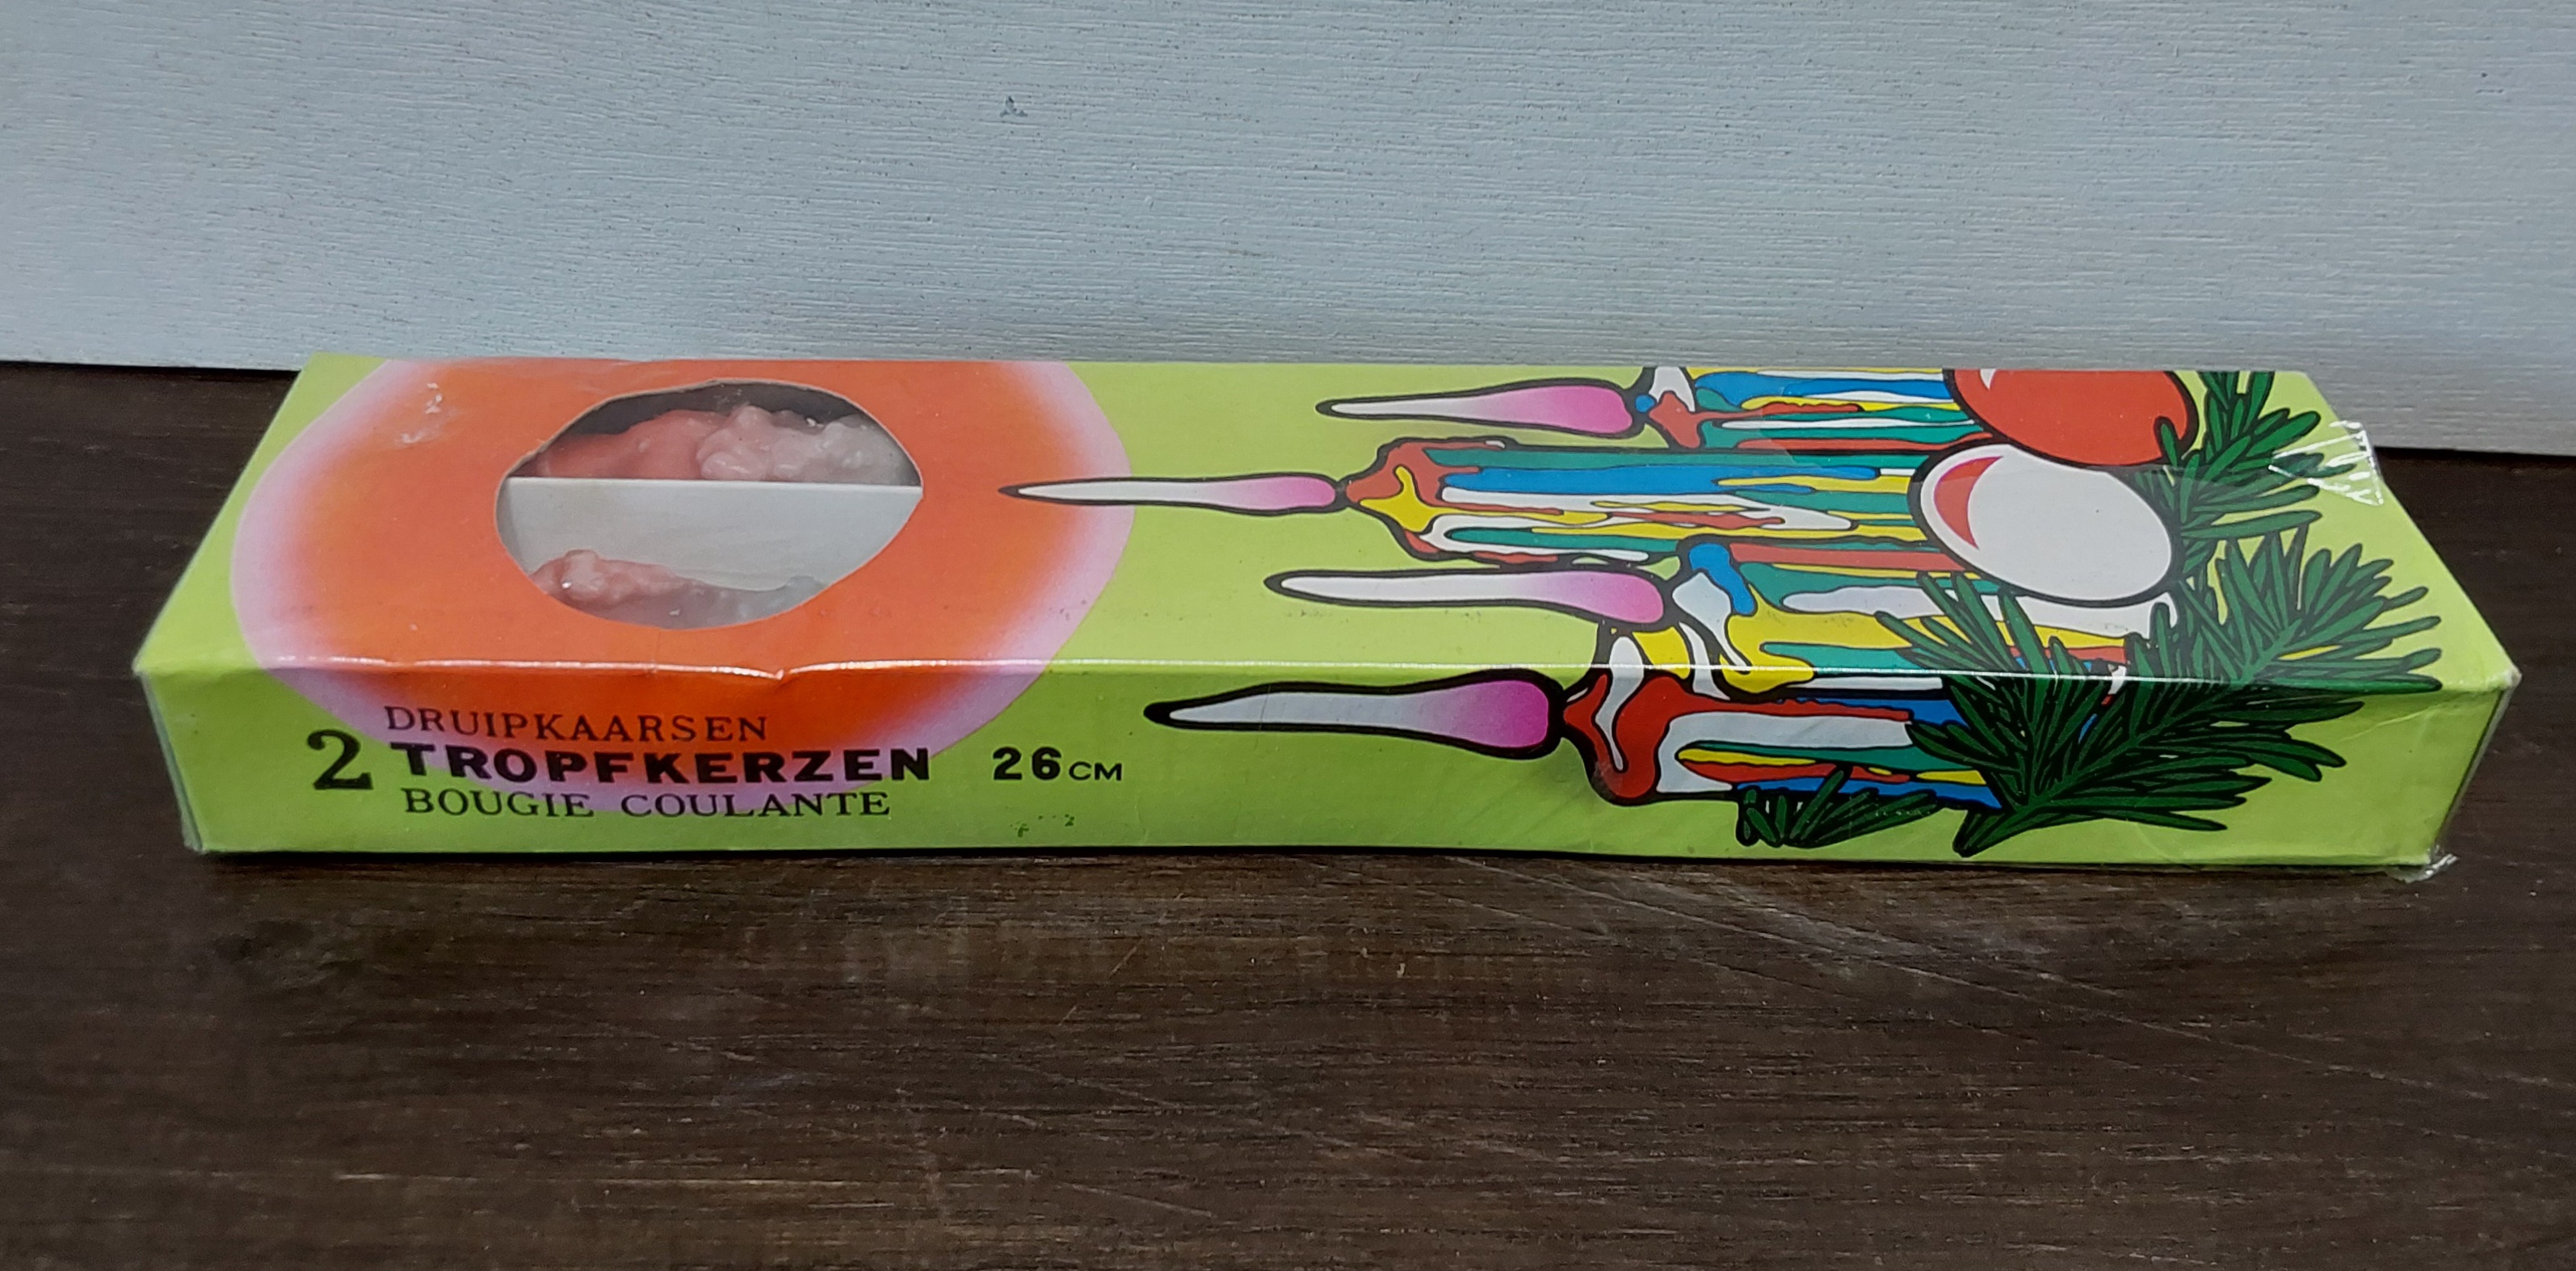 DRUIPKAARSEN
2 TROPFKERZEN 26CM
BOUGIE COULANTE